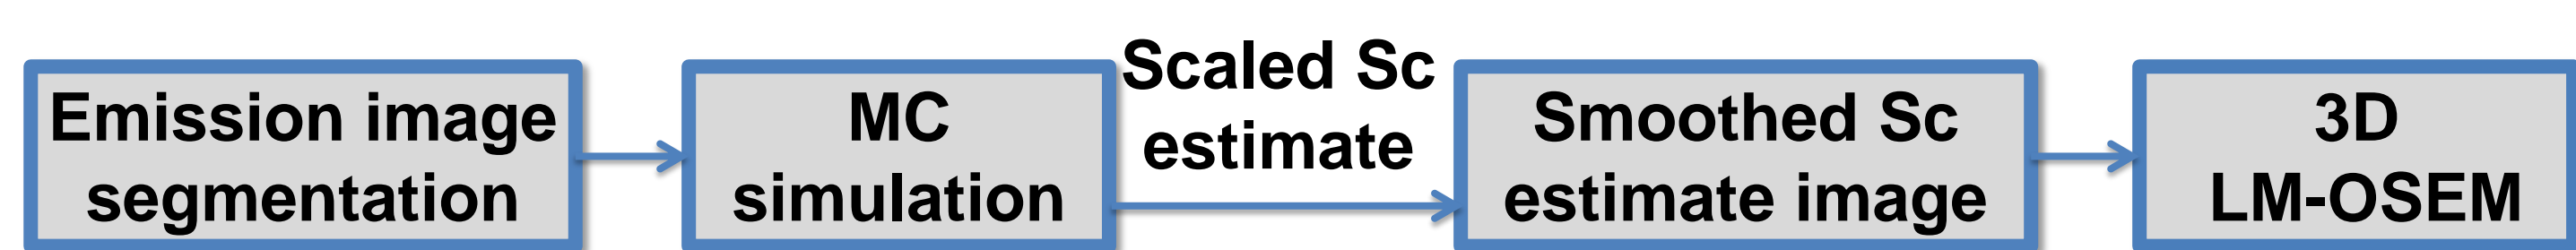 Emission image
segmentation
MC
simulation
Scaled Sc
estimate
Smoothed Sc
estimate image
3D
LM-OSEM